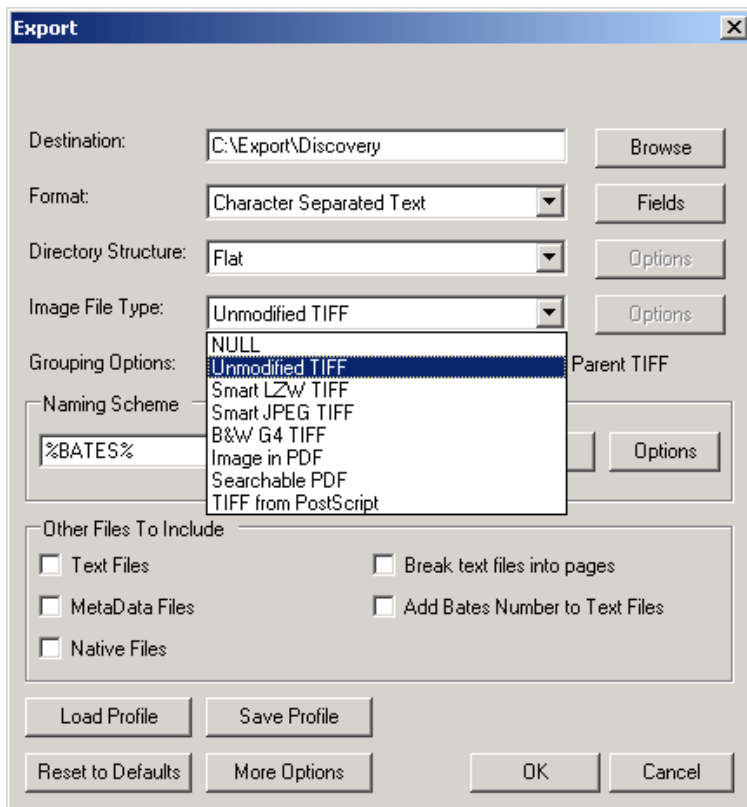 Export
Destination: C:\Export\Discovery Browse
Format: Character Separated Text Fields
Directory Structure: Flat Options
Image File Type: Unmodified TIFF Options
NULL
Grouping Options: Unmodified TIFF Parent TIFF
Smart LZW TIFF
Naming Scheme Smart JPEG TIFF
B&W G4 TIFF
%BATES% Image in PDF Options
Searchable PDF
TIFF from PostScript
Other Files To Include
Text Files Break text files into pages
MetaData Files Add Bates Number to Text Files
Native Files
Load Profile Save Profile
Reset to Defaults More Options OK Cancel